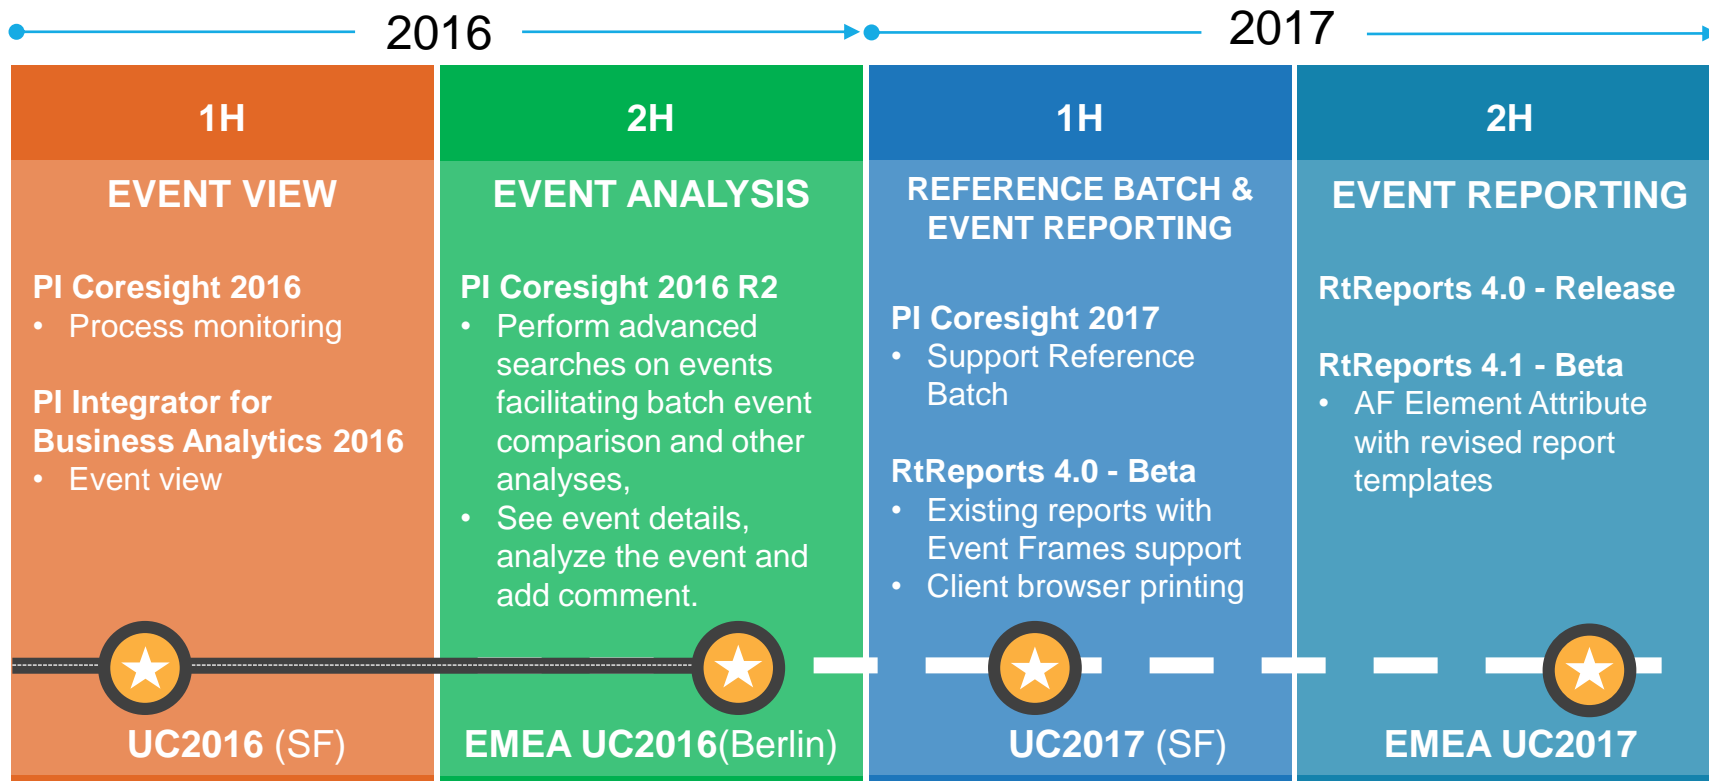 2016
2017
1H
EVENT VIEW
PI Coresight 2016
• Process monitoring
PI Integrator for
Business Analytics 2016
• Event view
UC2016 (SF)
2H
EVENT ANALYSIS
PI Coresight 2016 R2
• Perform advanced
searches on events
facilitating batch event
comparison and other
analyses,
• See event details,
analyze the event and
add comment.
EMEA UC2016(Berlin)
1H
REFERENCE BATCH &
EVENT REPORTING
PI Coresight 2017
• Support Reference
Batch
RtReports 4.0 - Beta
• Existing reports with
Event Frames support
• Client browser printing
UC2017 (SF)
2H
EVENT REPORTING
RtReports 4.0 - Release
RtReports 4.1 - Beta
• AF Element Attribute
with revised report
templates
EMEA UC2017